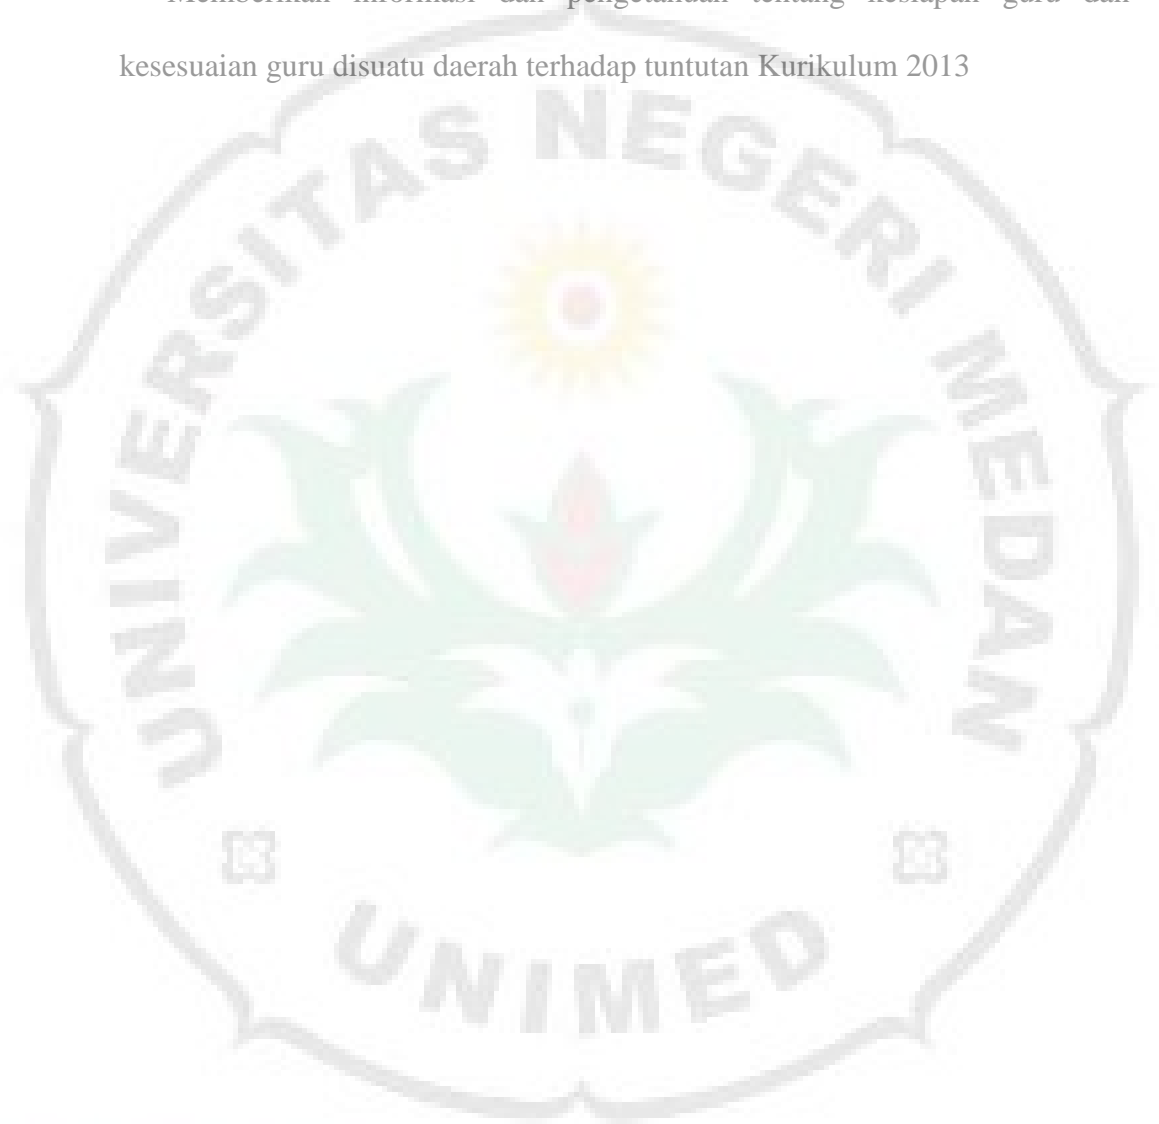 Memberikan informasi dan pengetahuan tentang kesiapan guru dan
kesesuaian guru disuatu daerah terhadap tuntutan Kurikulum 2013
UNIVERSITAS NEGERI MEDAN
UNIMED